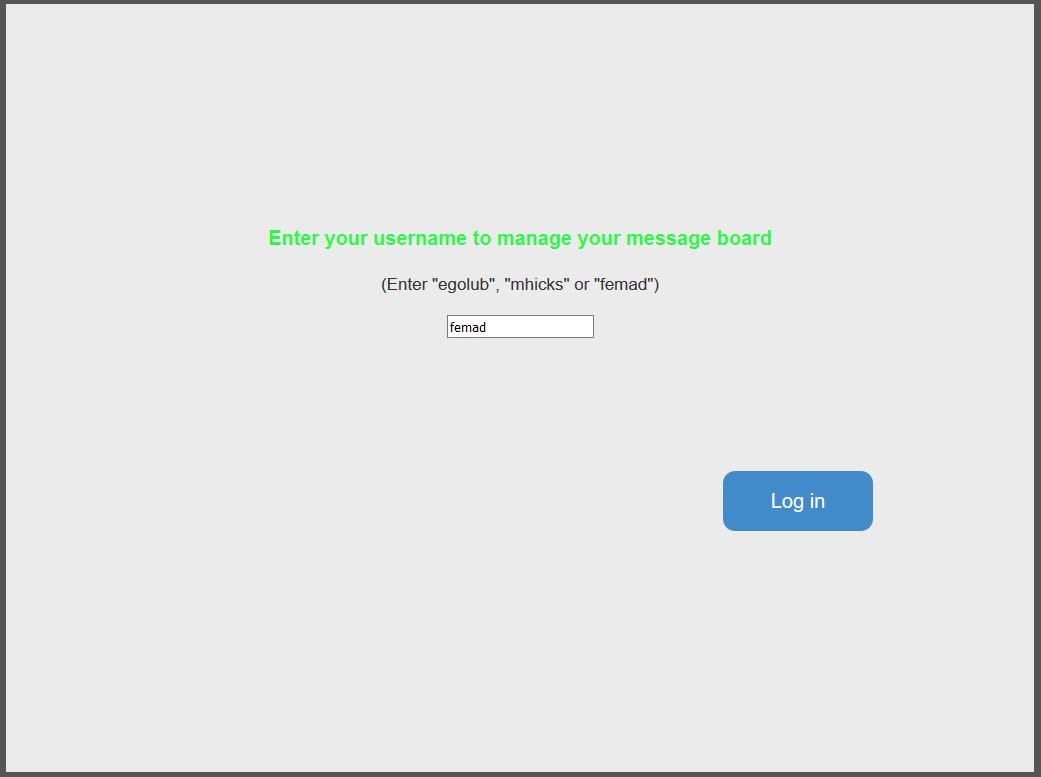 Enter your username to manage your message board
(Enter "egolub", "mhicks" or "femad")
femad
Log in